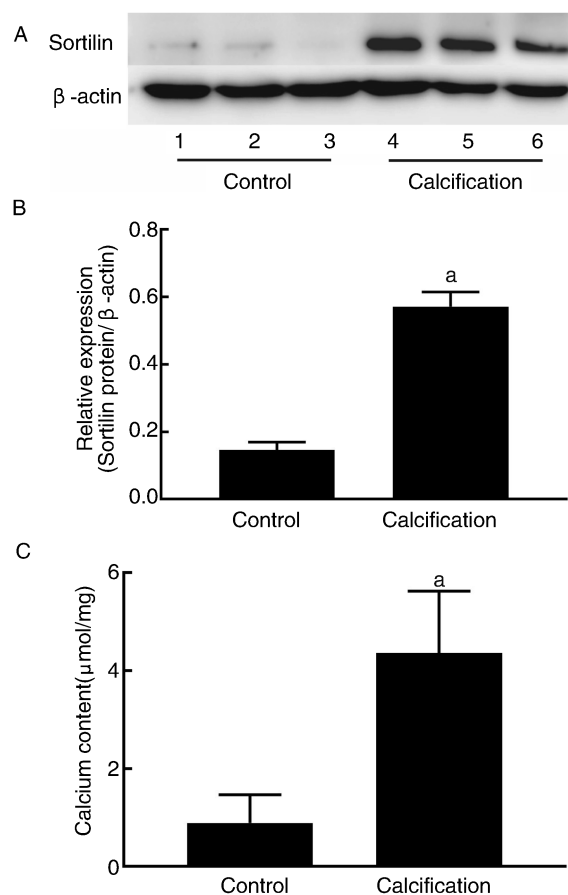 A
Sortilin
β -actin
1 2 3 4 5 6
Control Calcification
B
Relative expression
(Sortilin protein/β -actin)
0.8
0.6
0.4
0.2
0.0
a
Control Calcification
C
Calcium content(μmol/mg)
6
4
2
0
a
Control Calcification